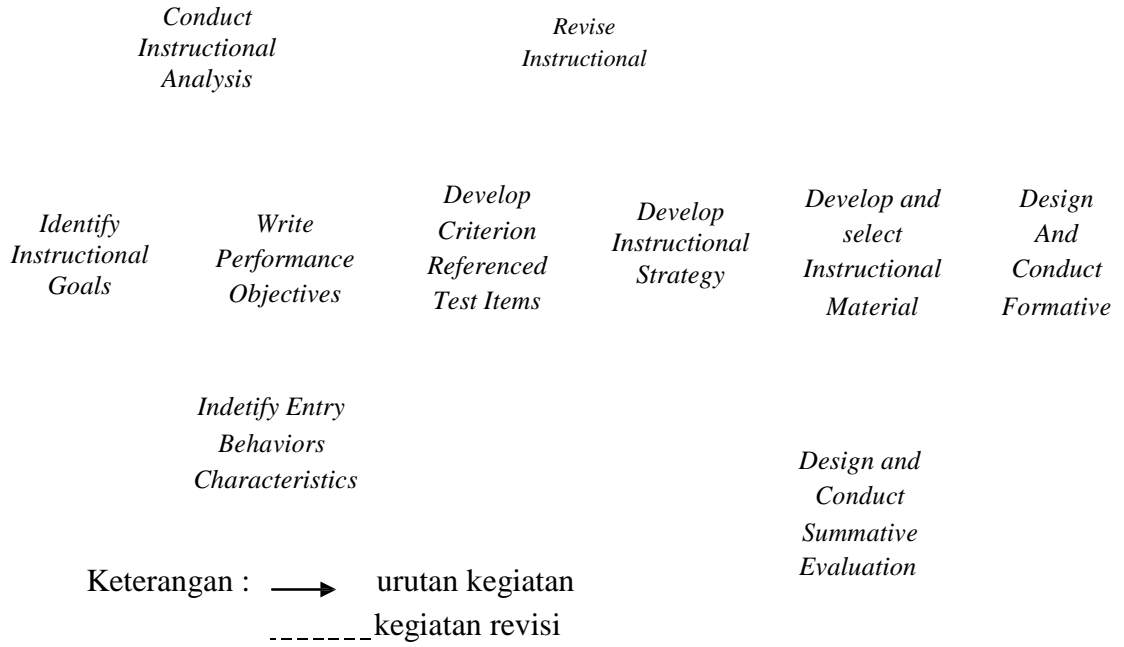 Conduct
Instructional
Analysis
Revise
Instructional
Identify
Instructional
Goals
Write
Performance
Objectives
Develop
Criterion
Referenced
Test Items
Develop
Instructional
Strategy
Develop and
select
Instructional
Material
Design
And
Conduct
Formative
Indetify Entry
Behaviors
Characteristics
Design and
Conduct
Summative
Evaluation
Keterangan : urutan kegiatan
kegiatan revisi